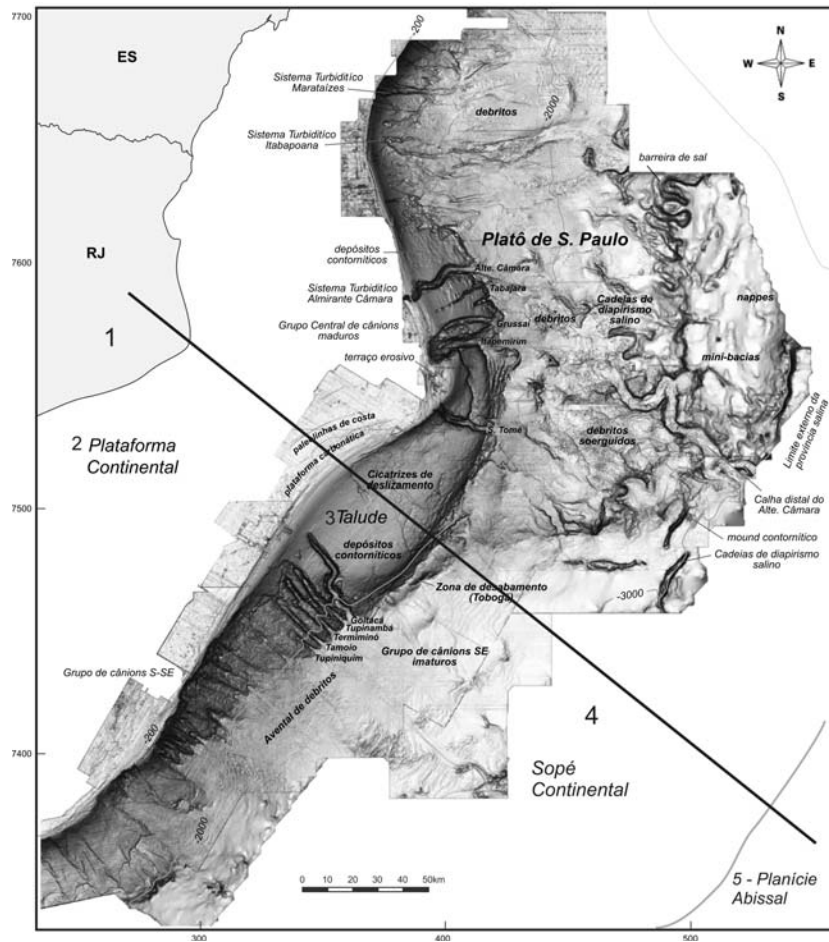 7700
7600
7500
7400
300
400
500
ES
RJ
N
W E
S
-200
-2000
Sistema Turbidítico
Marataízes
debritos
Sistema Turbidítico
Itabapoana
barreira de sal
Platô de S. Paulo
depósitos
contorníticos
Alte. Câmara
Sistema Turbidítico
Almirante Câmara
Tabajara
Cadeias de
diapirismo
salino
nappes
debritos
Grussaí
Grupo Central de cânions
maduros
Itapemirim
mini-bacias
terraço erosivo
1
Limite externo da
província salina
paleolinhas de costa
plataforma carbonática
S. Tomé
debritos
soerguidos
2 Plataforma
Continental
Cicatrizes de
deslizamento
Calha distal do
Alte. Câmara
3 Talude
depósitos
contorníticos
mound contornítico
Cadeias de diapirismo
salino
Zona de desabamento
(Tobogã)
-3000
Goitacá
Tupinambá
Termiminó
Tamoio
Tupiniquim
Grupo de cânions SE
imaturos
Grupo de cânions S-SE
Avental de debritos
-200
4
Sopé
Continental
-2000
0 10 20 30 40 50km
5 - Planície
Abissal